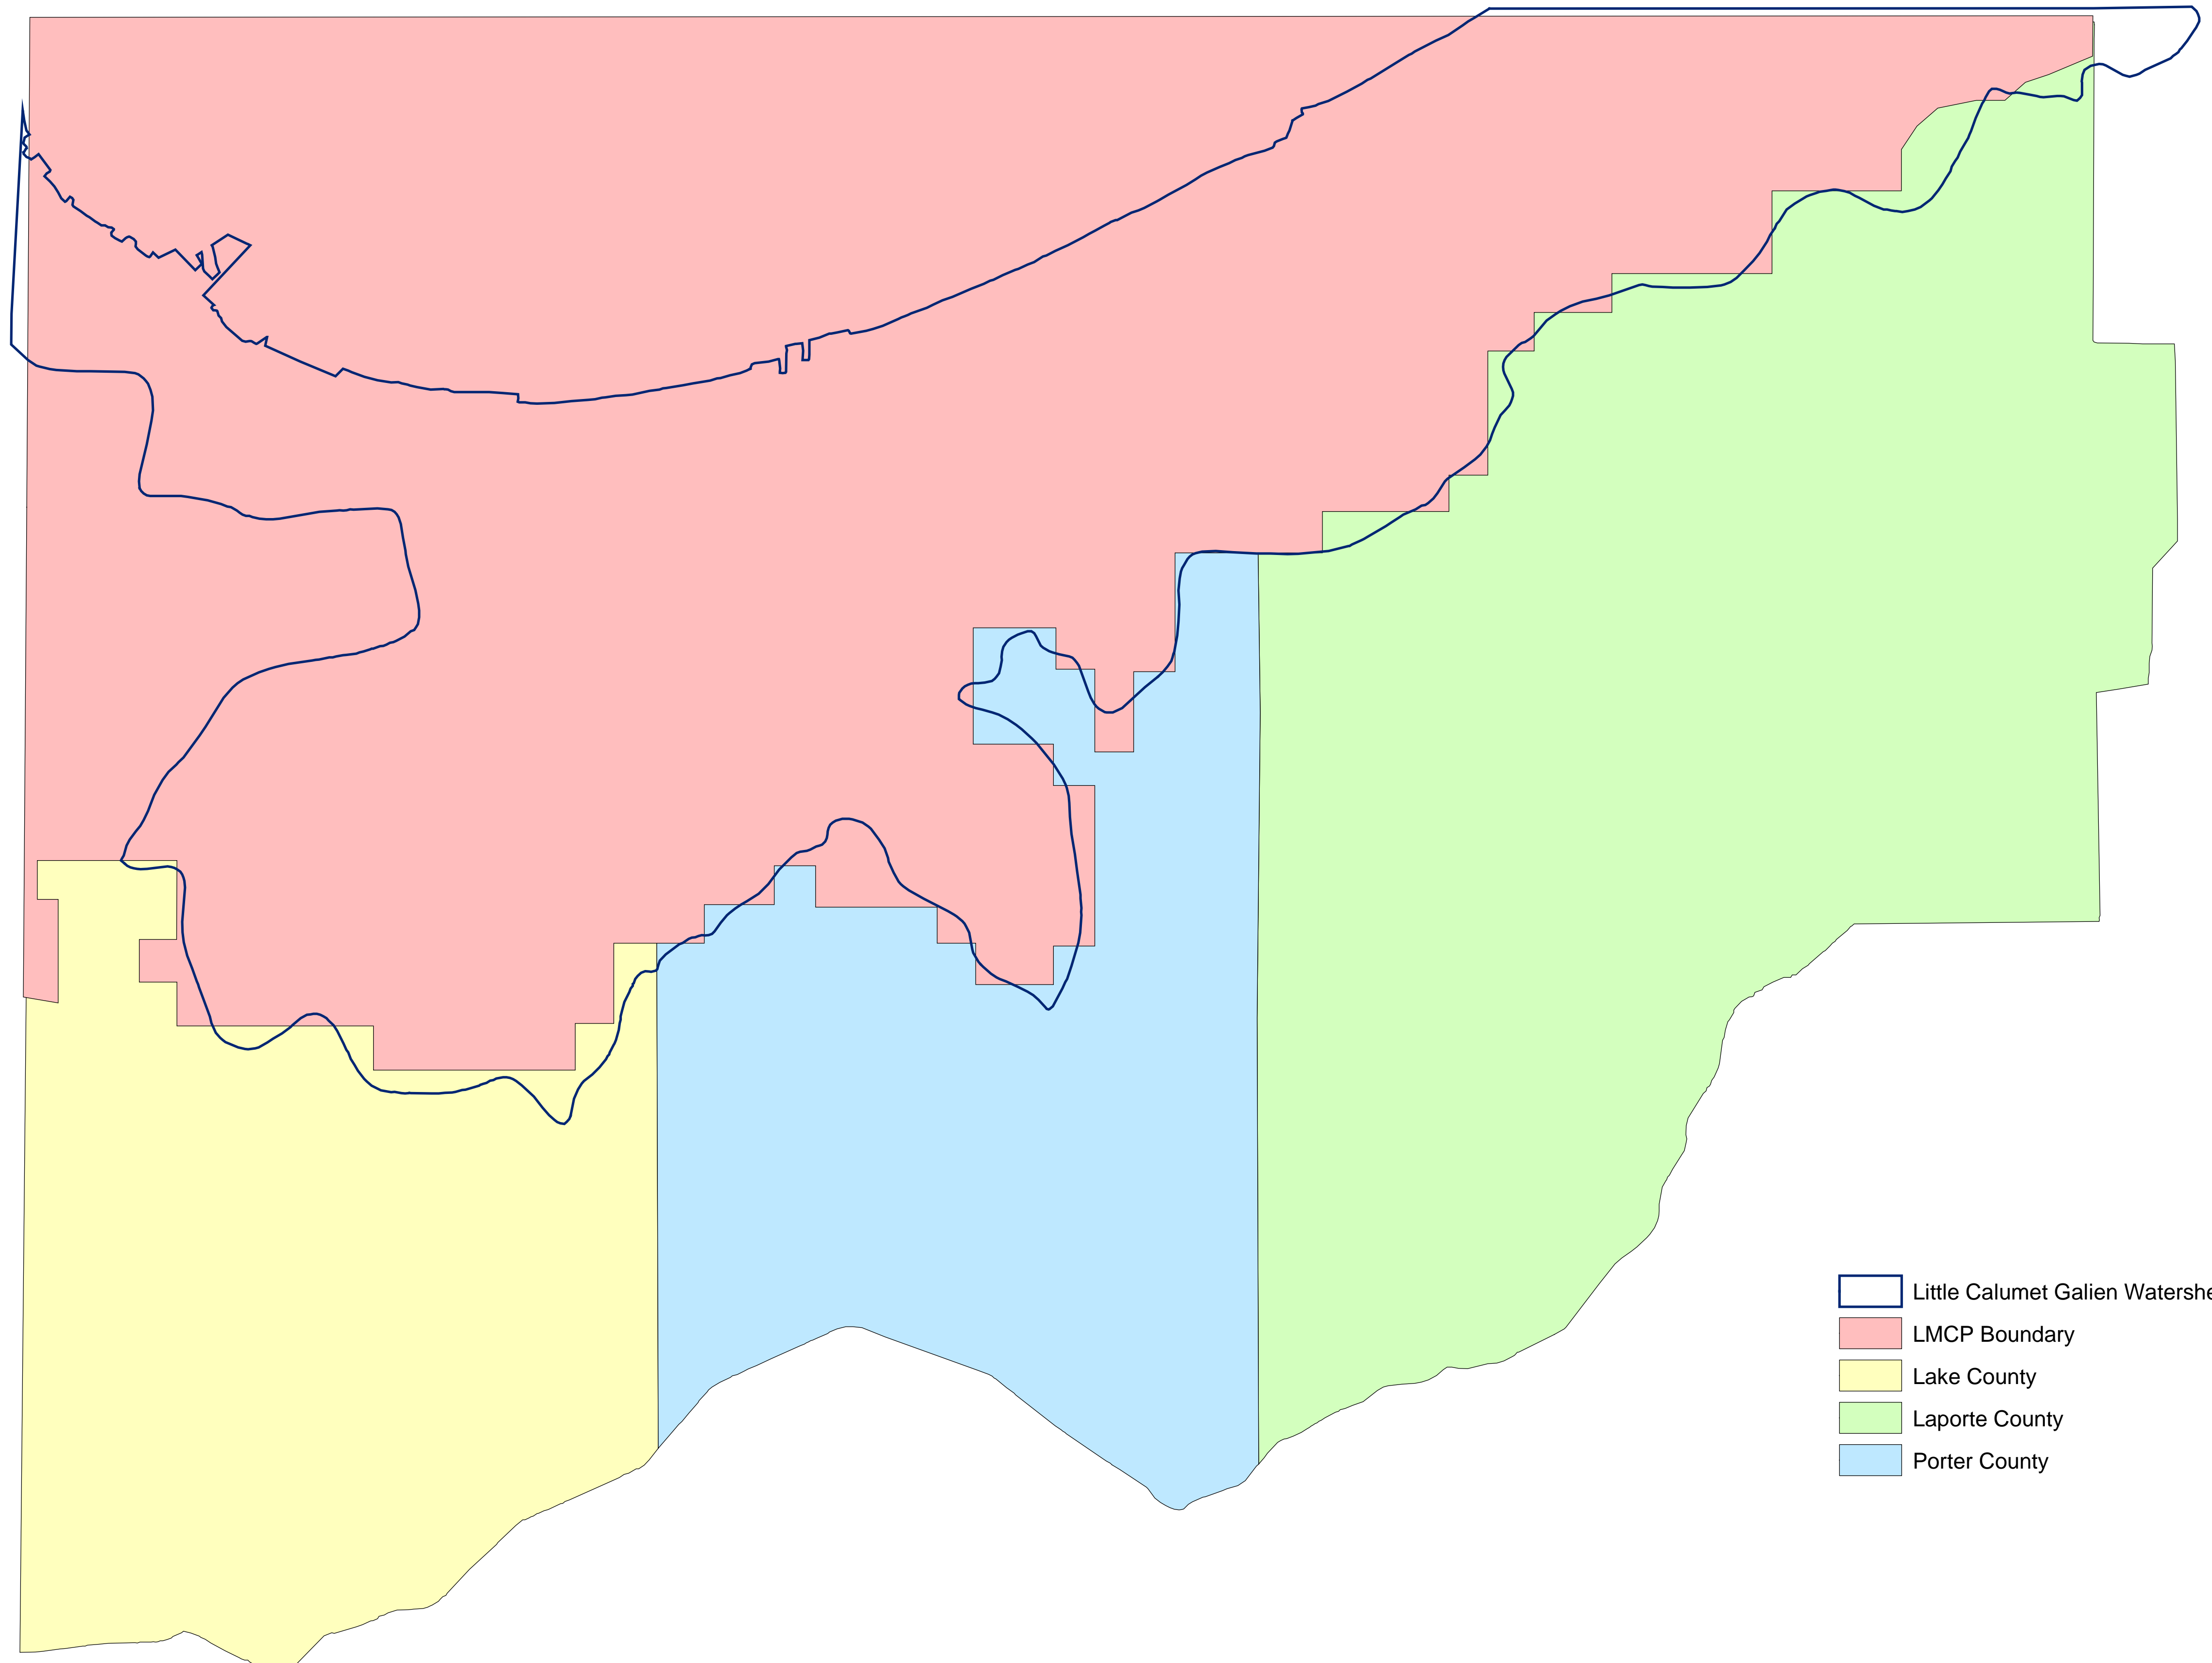 Little Calumet Galien Watershe
LMCP Boundary
Lake County
Laporte County
Porter County